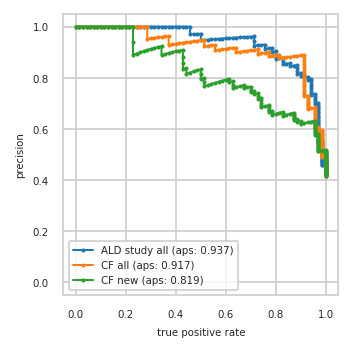 1.0
0.8
0.6
0.4
0.2
0.0
precision
ALD study all (aps: 0.937)
CF all (aps: 0.917)
CF new (aps: 0.819)
0.0 0.2 0.4 0.6 0.8 1.0
true positive rate